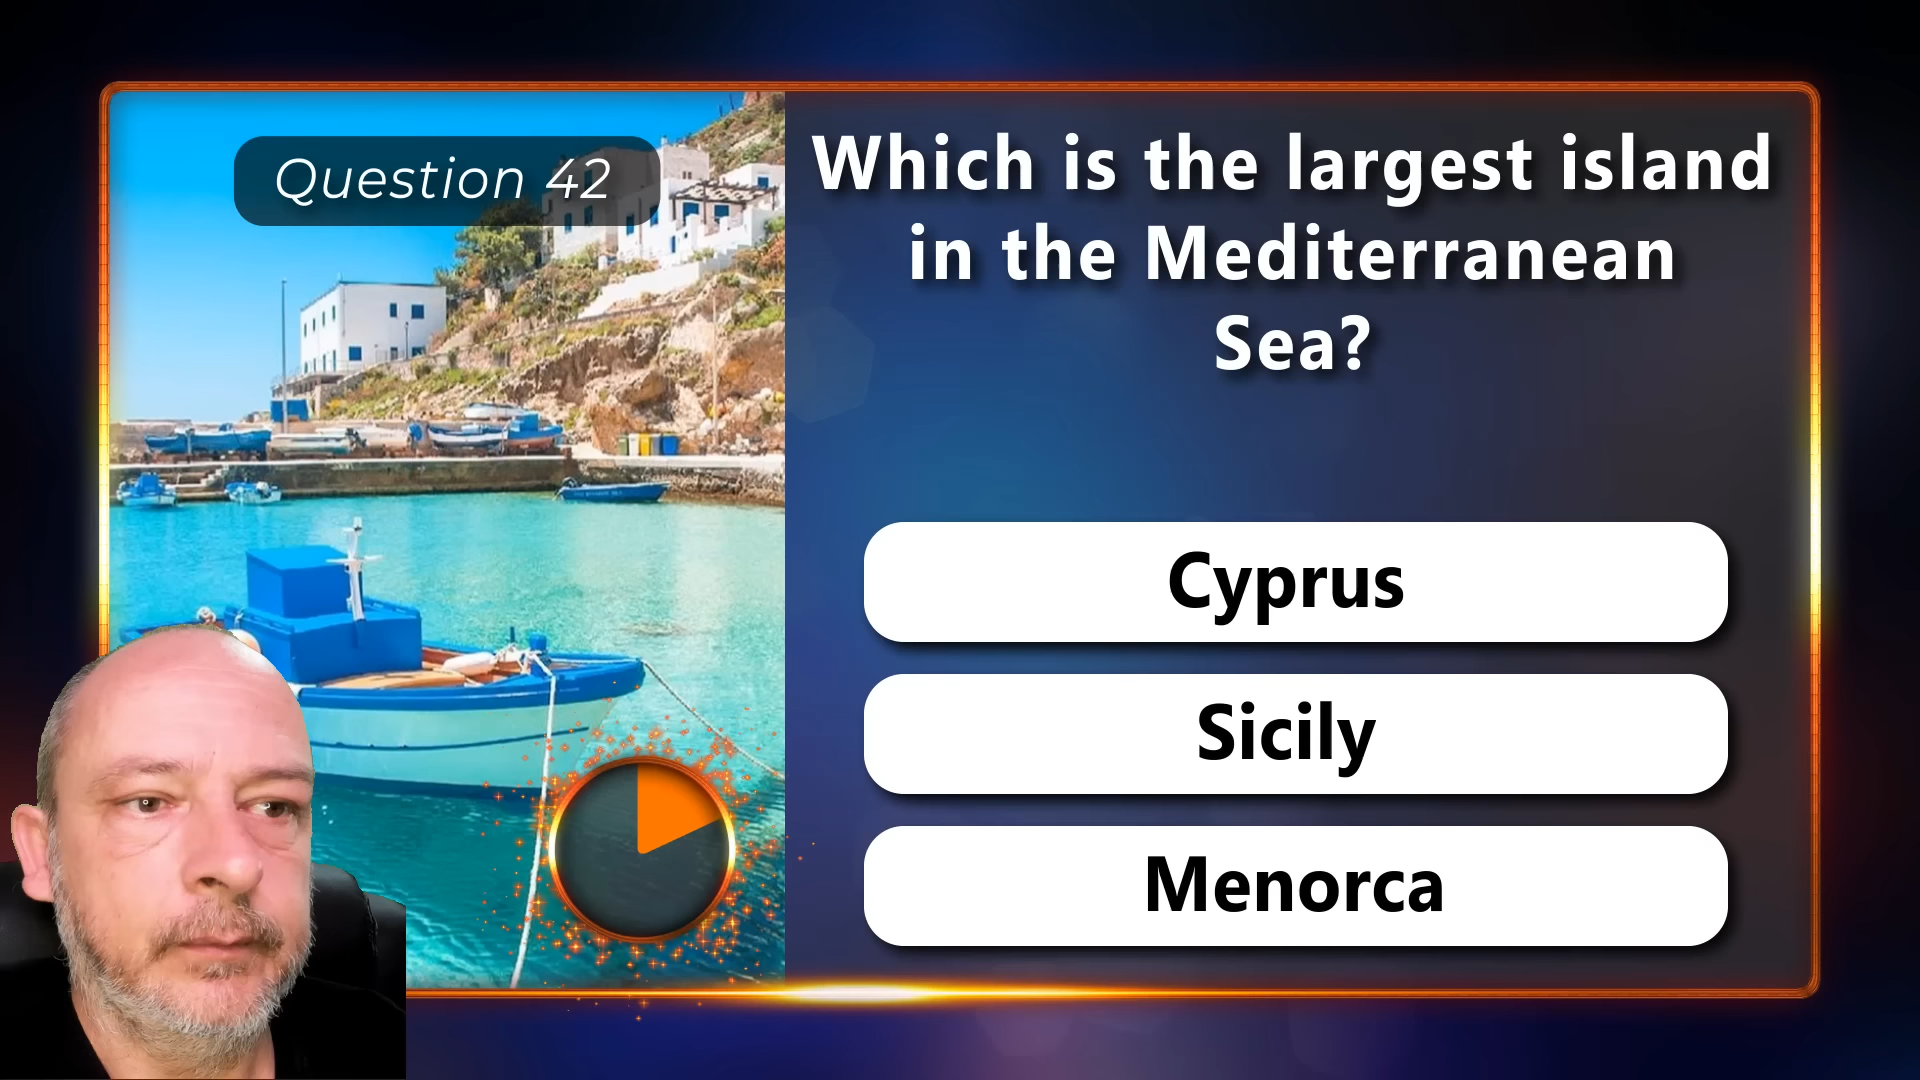 Question 42
Which is the largest island
in the Mediterranean
Sea?
Cyprus
Sicily
Menorca